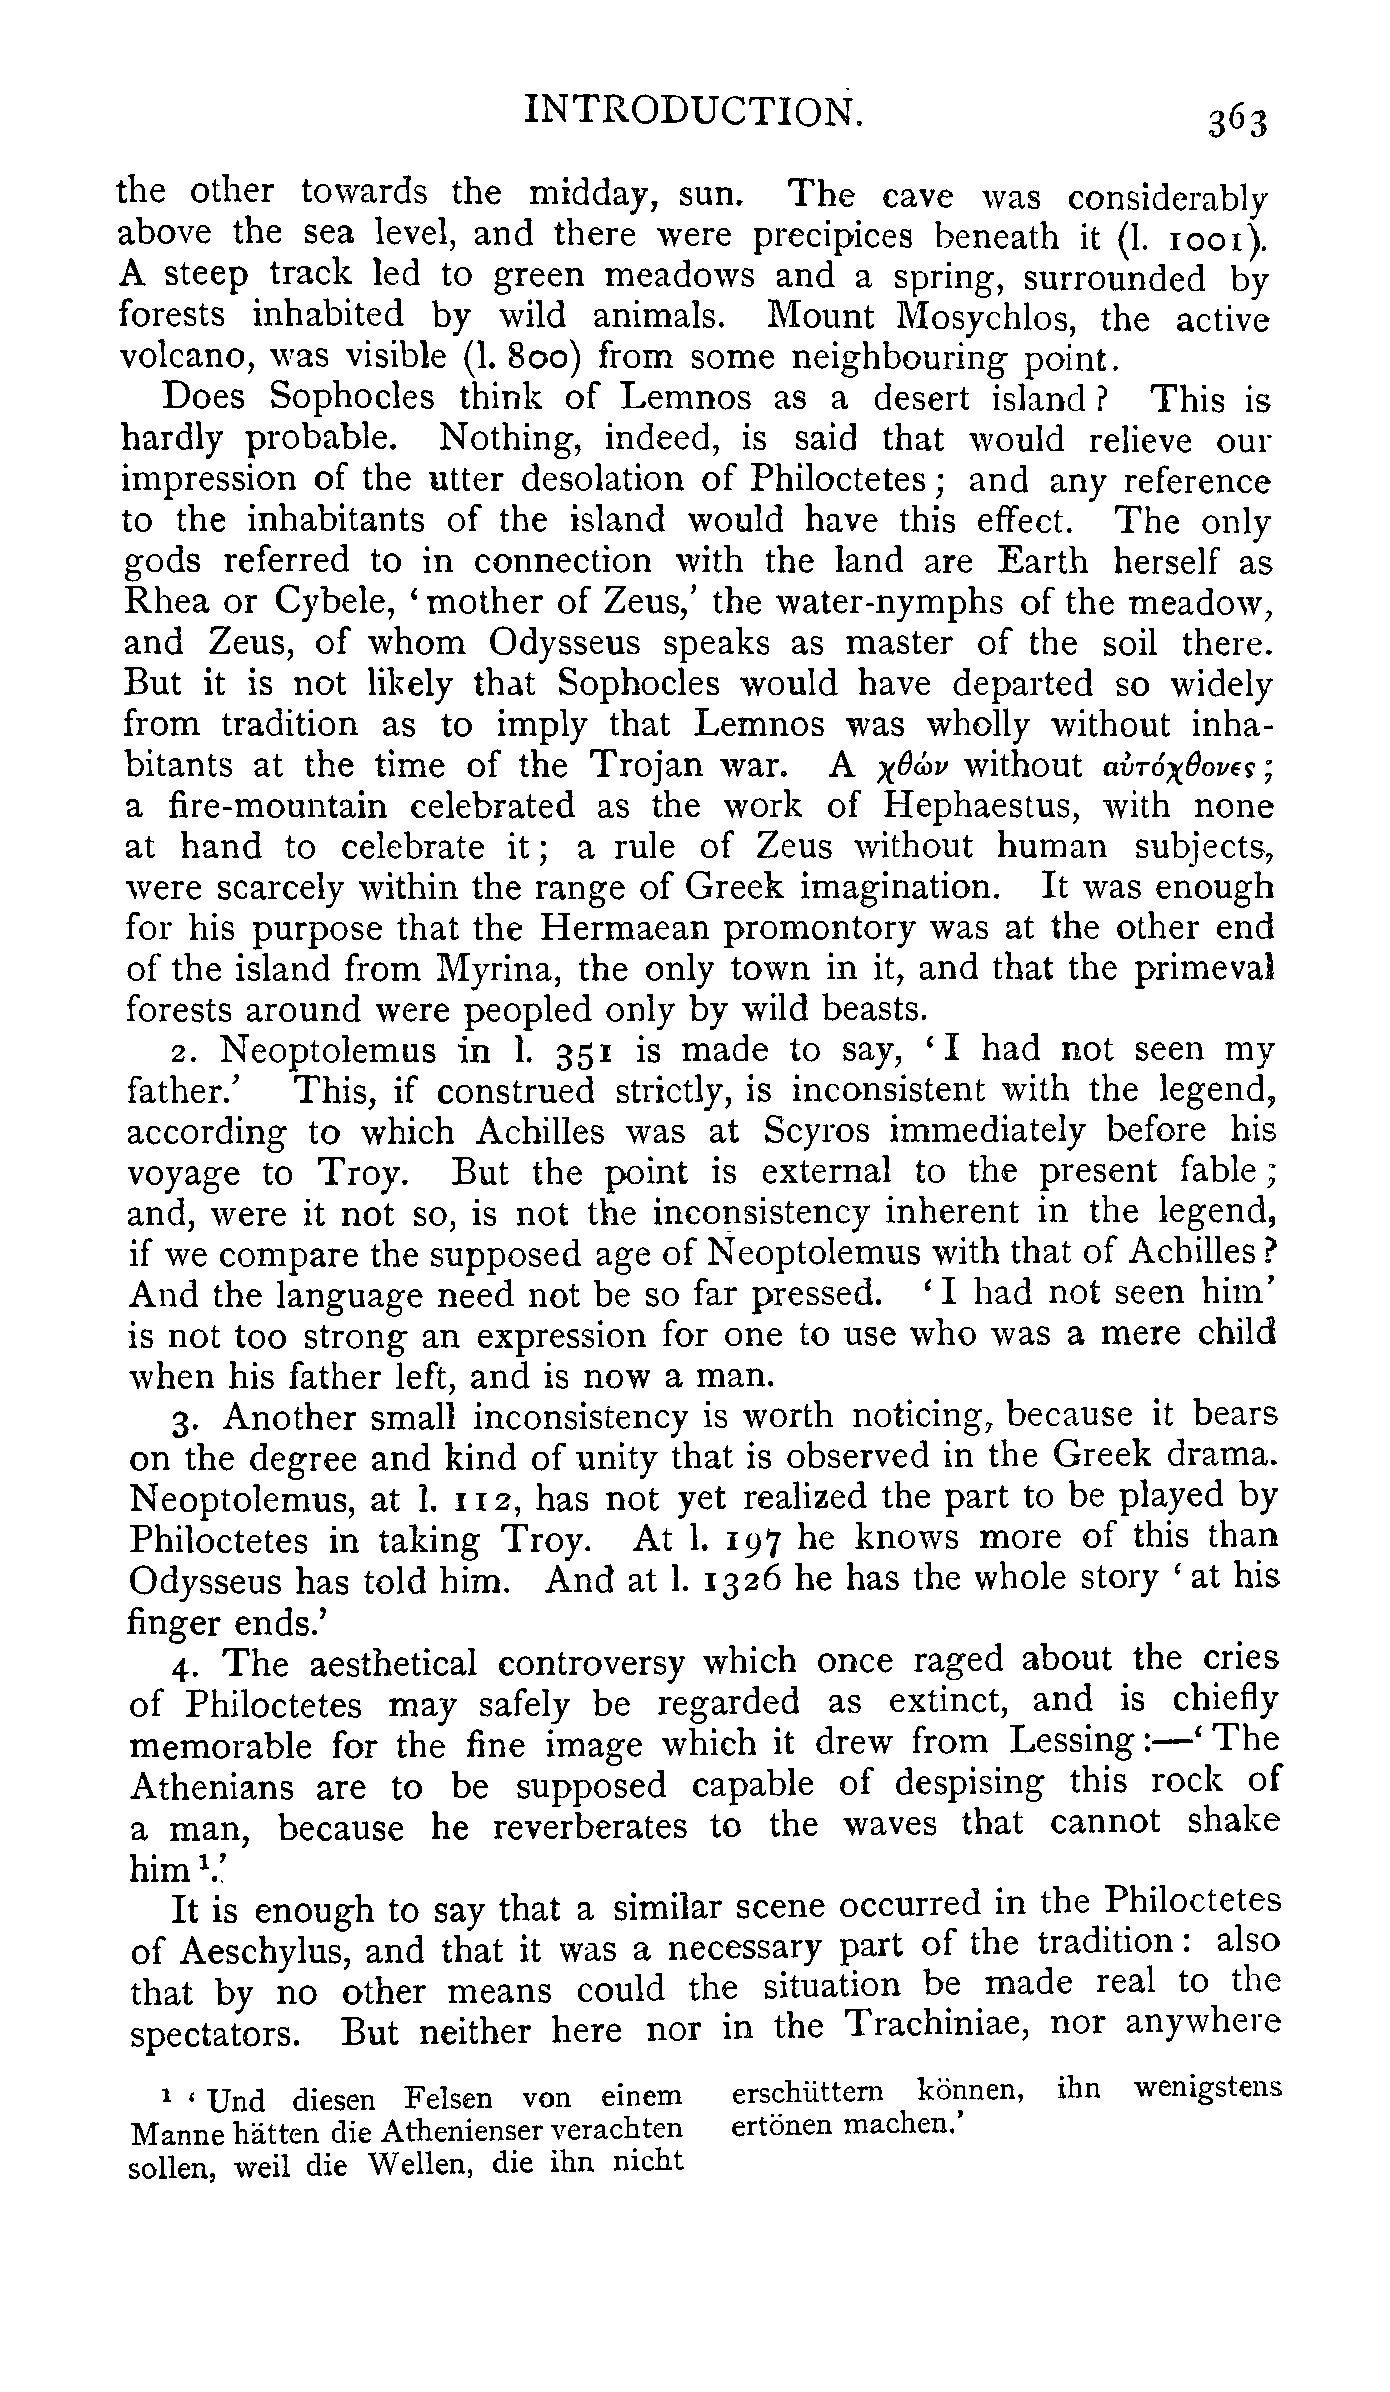 INTRODUCTION. 363
the other towards the midday, sun. The cave was considerably
above the sea level, and there were precipices beneath it (l. 1001).
A steep track led to green meadows and a spring, surrounded by
forests inhabited by wild animals. Mount Mosychlos, the active
volcano, was visible (l. 800) from some neighbouring point.
Does Sophocles think of Lemnos as a desert island? This is
hardly probable. Nothing, indeed, is said that would relieve our
impression of the utter desolation of Philoctetes; and any reference
to the inhabitants of the island would have this effect. The only
gods referred to in connection with the land are Earth herself as
Rhea or Cybele, ‘mother of Zeus,’ the water-nymphs of the meadow,
and Zeus, of whom Odysseus speaks as master of the soil there.
But it is not likely that Sophocles would have departed so widely
from tradition as to imply that Lemnos was wholly without inha-
bitants at the time of the Trojan war. A χθὼν without αὐτόχθονες;
a fire-mountain celebrated as the work of Hephaestus, with none
at hand to celebrate it; a rule of Zeus without human subjects,
were scarcely within the range of Greek imagination. It was enough
for his purpose that the Hermaean promontory was at the other end
of the island from Myrina, the only town in it, and that the primeval
forests around were peopled only by wild beasts.
2. Neoptolemus in l. 351 is made to say, ‘I had not seen my
father.’ This, if construed strictly, is inconsistent with the legend,
according to which Achilles was at Scyros immediately before his
voyage to Troy. But the point is external to the present fable;
and, were it not so, is not the inconsistency inherent in the legend,
if we compare the supposed age of Neoptolemus with that of Achilles?
And the language need not be so far pressed. ‘I had not seen him’
is not too strong an expression for one to use who was a mere child
when his father left, and is now a man.
3. Another small inconsistency is worth noticing, because it bears
on the degree and kind of unity that is observed in the Greek drama.
Neoptolemus, at l. 112, has not yet realized the part to be played by
Philoctetes in taking Troy. At l. 197 he knows more of this than
Odysseus has told him. And at l. 1326 he has the whole story ‘at his
finger ends.’
4. The aesthetical controversy which once raged about the cries
of Philoctetes may safely be regarded as extinct, and is chiefly
memorable for the fine image which it drew from Lessing:—‘The
Athenians are to be supposed capable of despising this rock of
a man, because he reverberates to the waves that cannot shake
him ¹.’
It is enough to say that a similar scene occurred in the Philoctetes
of Aeschylus, and that it was a necessary part of the tradition: also
that by no other means could the situation be made real to the
spectators. But neither here nor in the Trachiniae, nor anywhere
¹ ‘Und diesen Felsen von einem
Manne hätten die Athenienser verachten
sollen, weil die Wellen, die ihn nicht
erschüttern können, ihn wenigstens
ertönen machen.’